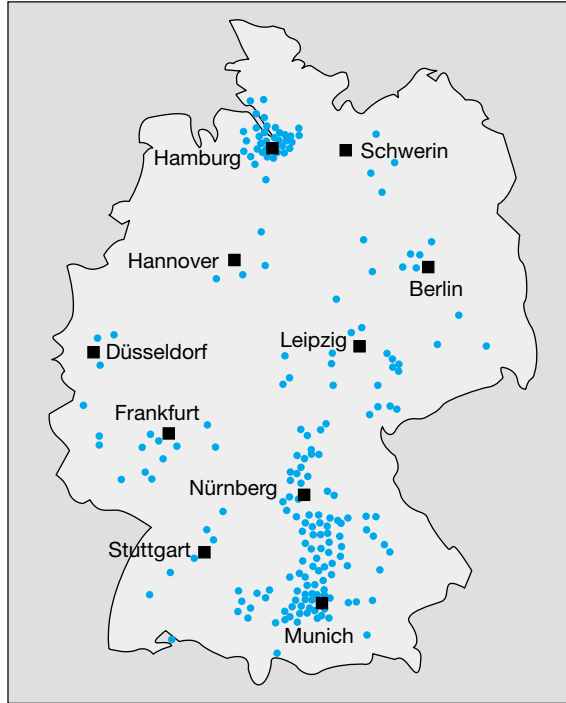 Hamburg
Schwerin
Hannover
Berlin
Leipzig
Düsseldorf
Frankfurt
Nürnberg
Stuttgart
Munich